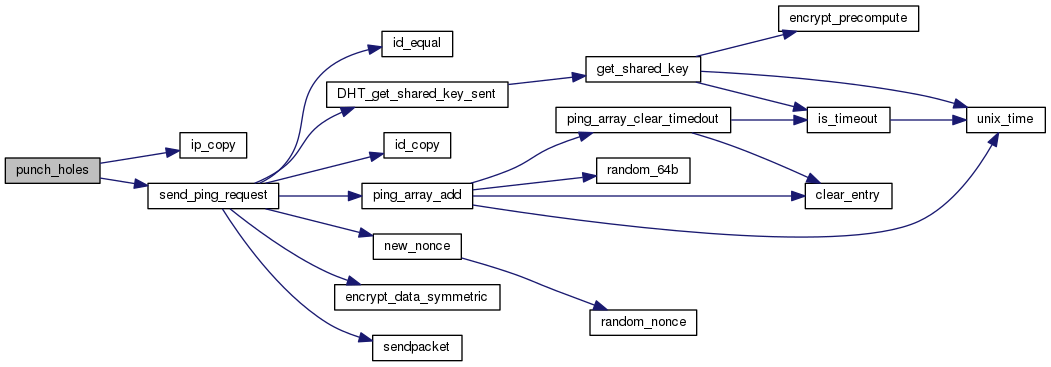 encrypt_precompute
id_equal
get_shared_key
DHT_get_shared_key_sent
ping_array_clear_timedout
is_timeout
unix_time
ip_copy
id_copy
punch_holes
random_64b
send_ping_request
ping_array_add
clear_entry
new_nonce
encrypt_data_symmetric
random_nonce
sendpacket